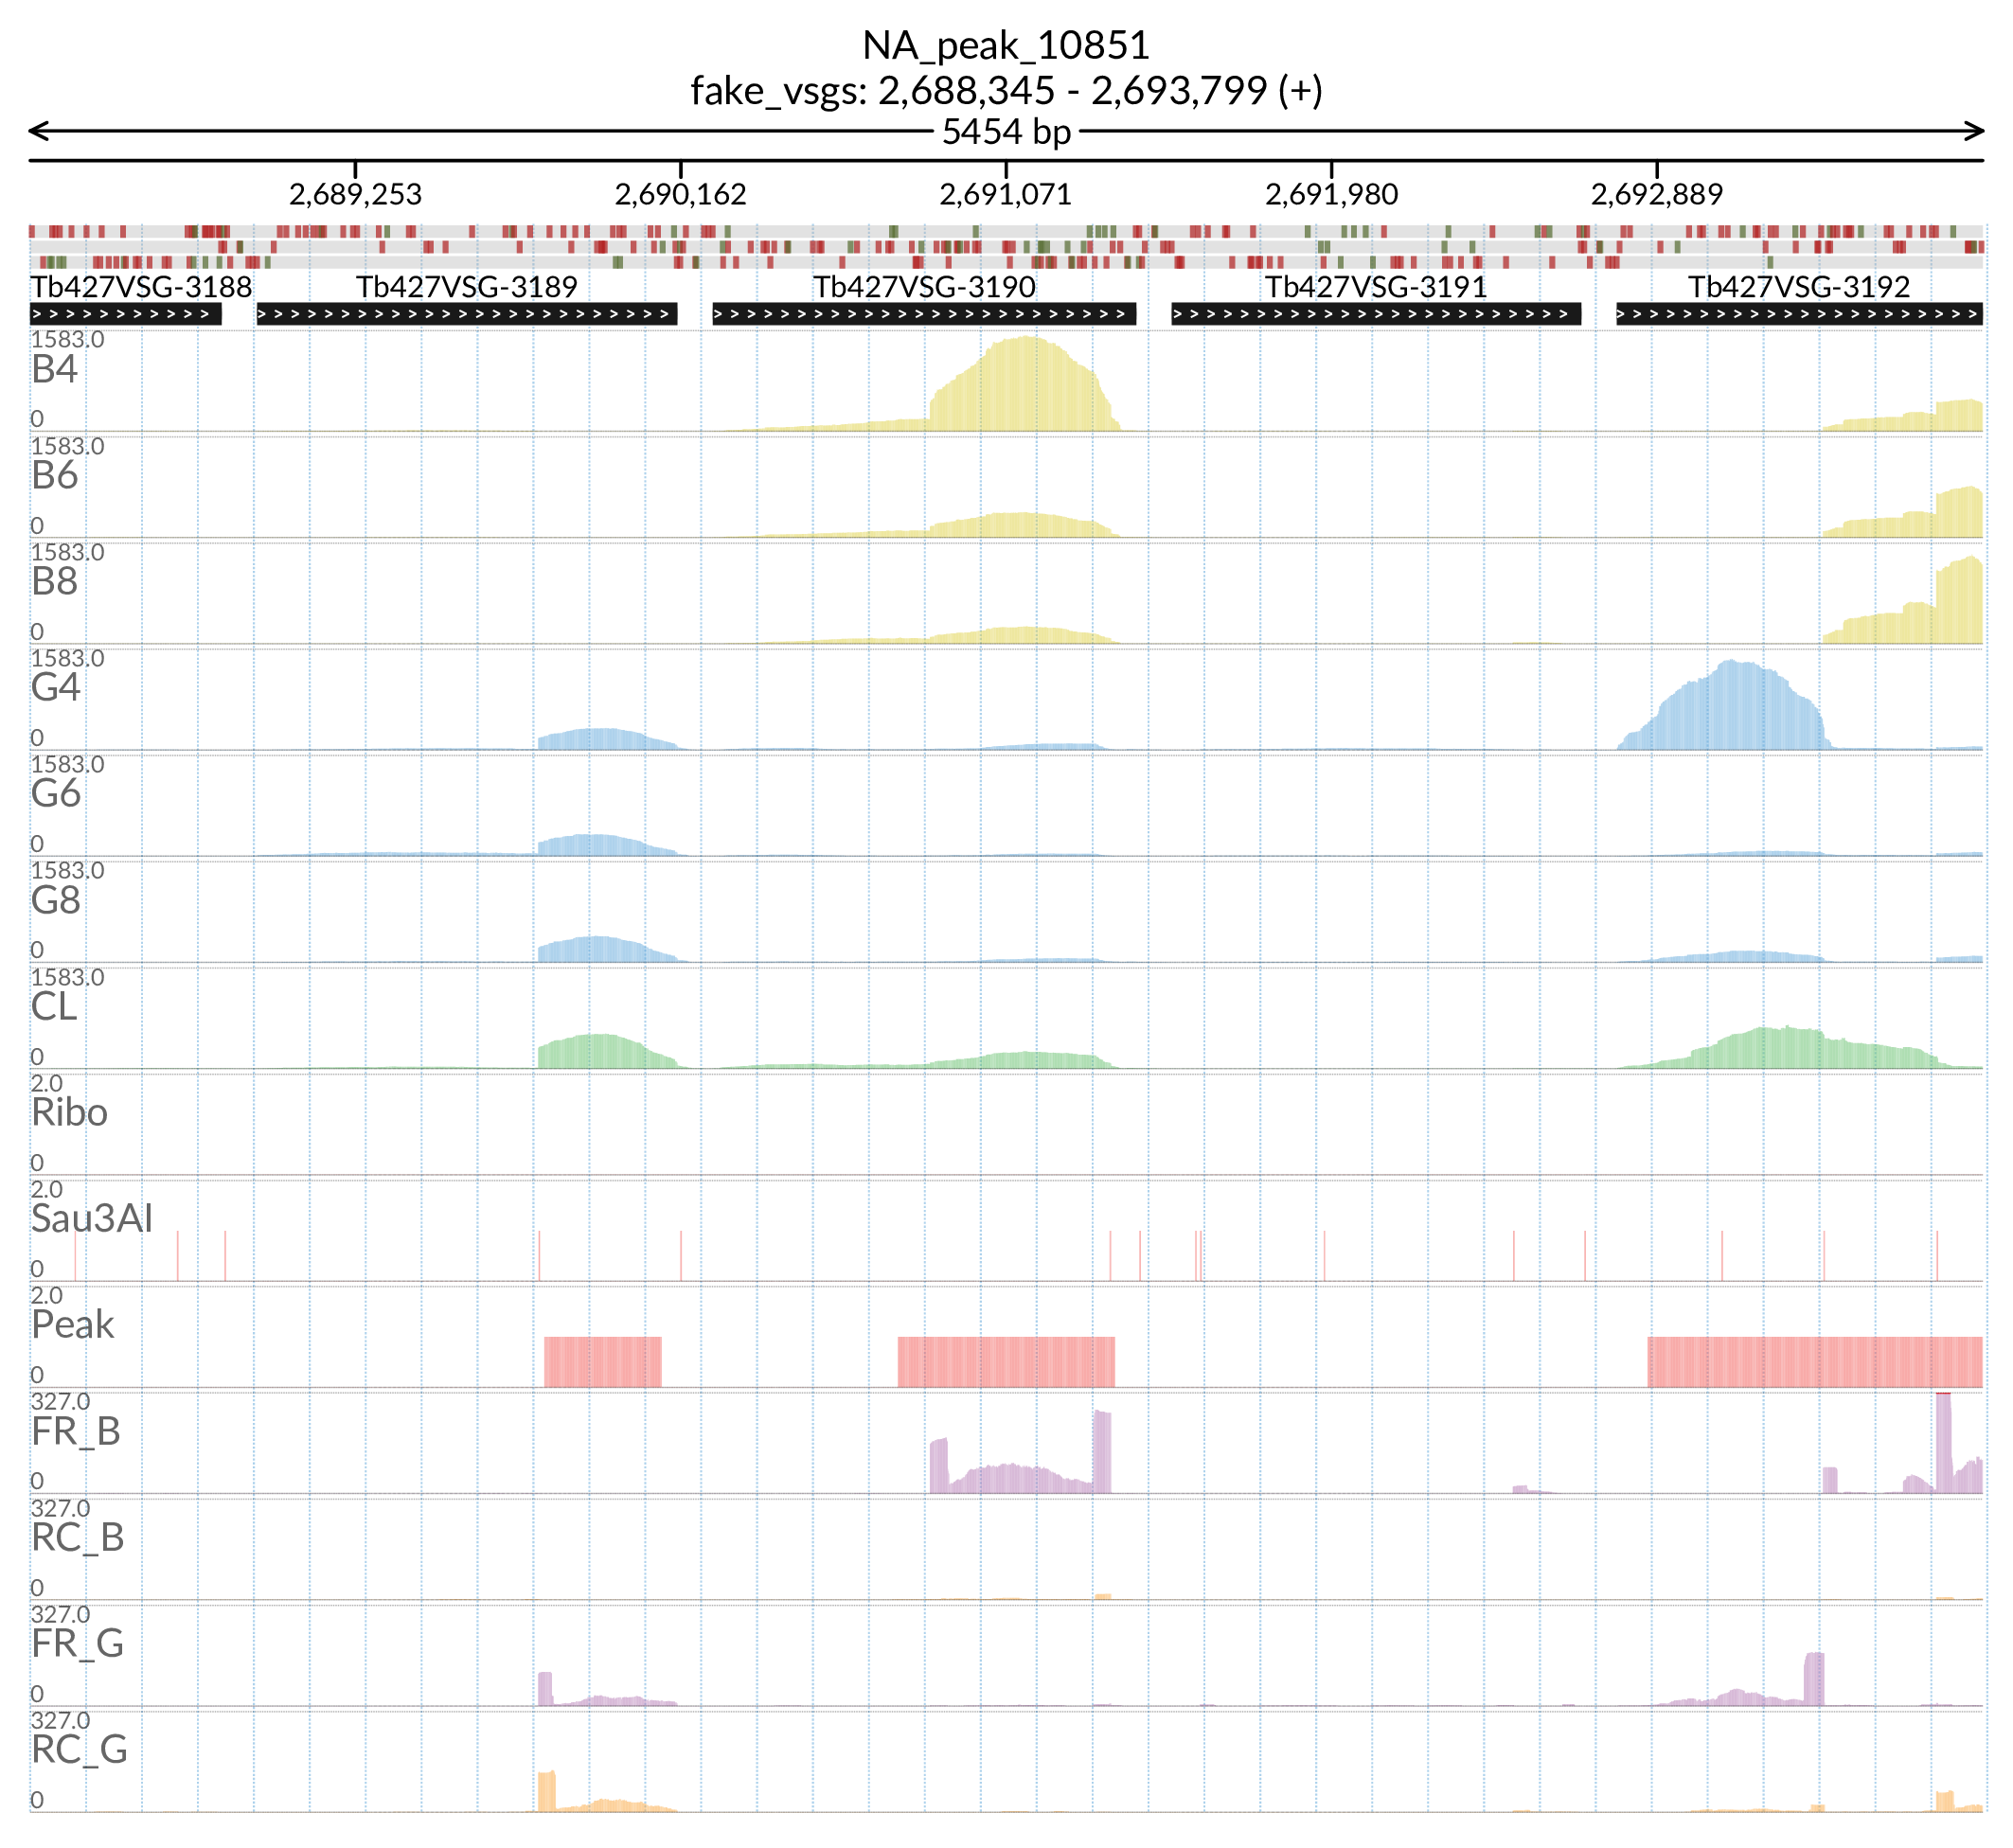 NA_peak_10851
fake_vsgs: 2,688,345 - 2,693,799 (+)
5454 bp
2,689,253 2,690,162 2,691,071 2,691,980 2,692,889
Tb427VSG-3188 Tb427VSG-3189 Tb427VSG-3190 Tb427VSG-3191 Tb427VSG-3192
1583.0
B4
0
1583.0
B6
0
1583.0
B8
0
1583.0
G4
0
1583.0
G6
0
1583.0
G8
0
1583.0
CL
0
2.0
Ribo
0
2.0
Sau3AI
0
2.0
Peak
0
327.0
FR_B
0
327.0
RC_B
0
327.0
FR_G
0
327.0
RC_G
0